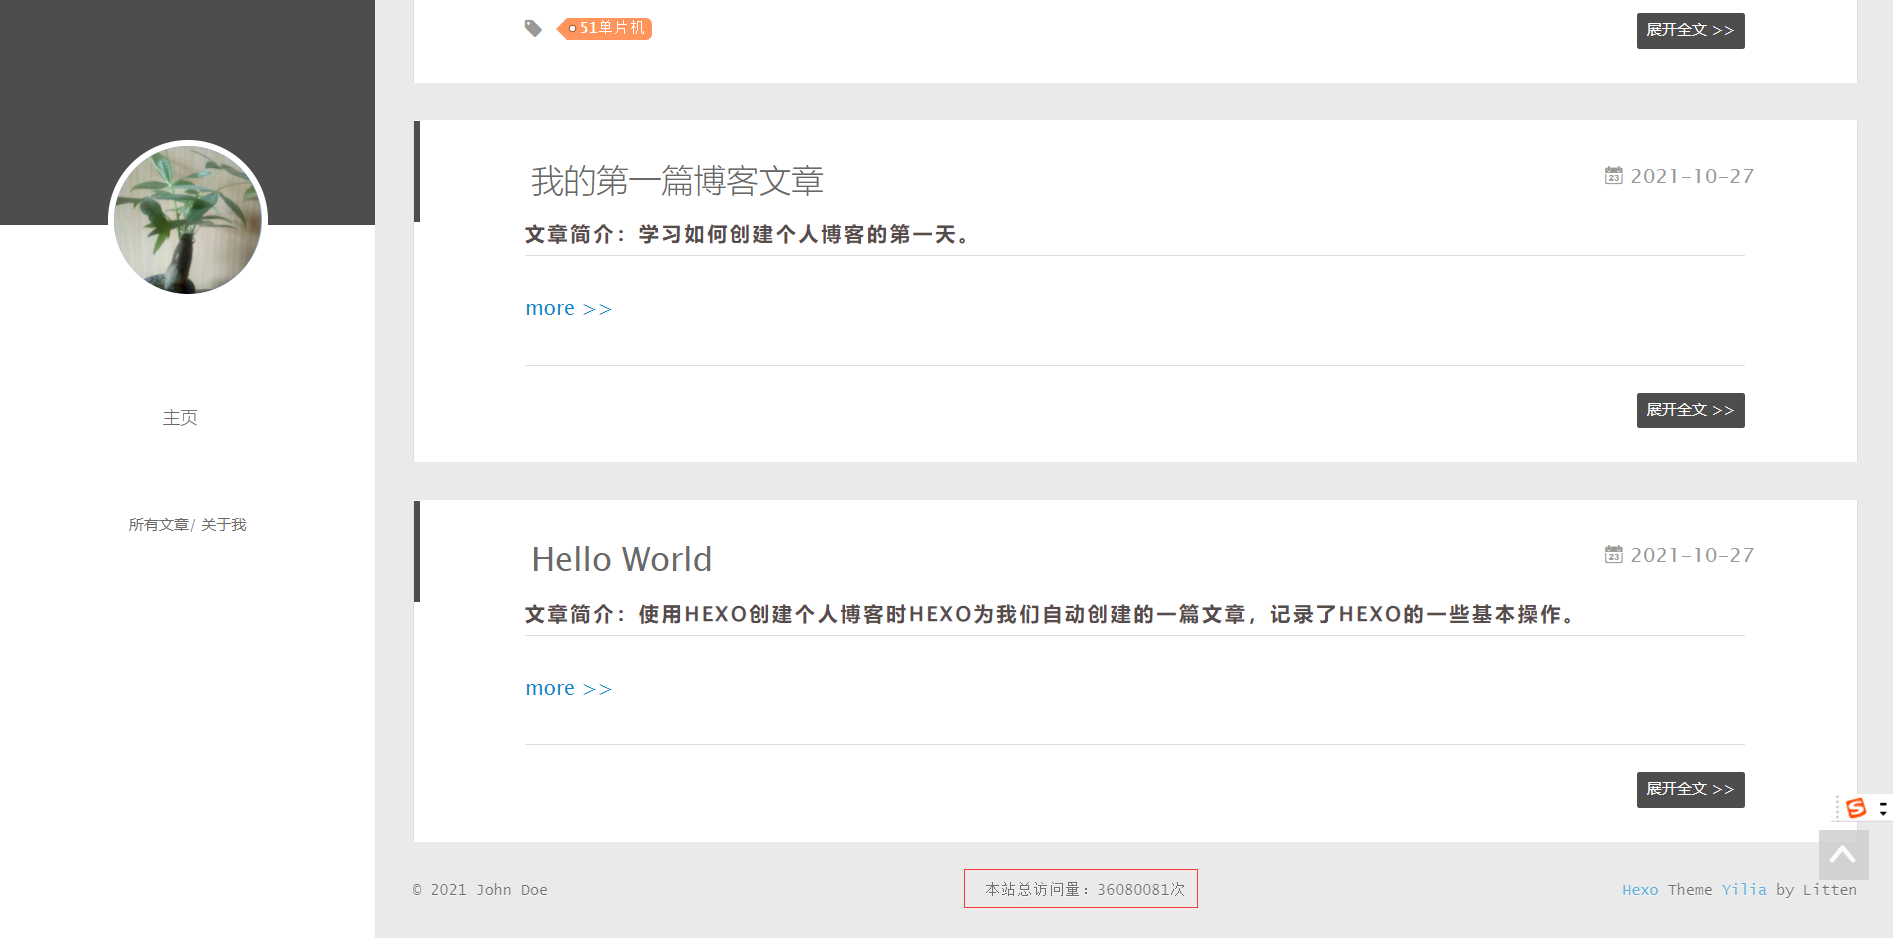 51单片机
展开全文 >>
主页
所有文章/ 关于我
我的第一篇博客文章
23 2021-10-27
文章简介：学习如何创建个人博客的第一天。
more >>
展开全文 >>
Hello World
23 2021-10-27
文章简介：使用HEXO创建个人博客时HEXO为我们自动创建的一篇文章，记录了HEXO的一些基本操作。
more >>
展开全文 >>
S
© 2021 John Doe
本站总访问量：36080081次
Hexo Theme Yilia by Litten